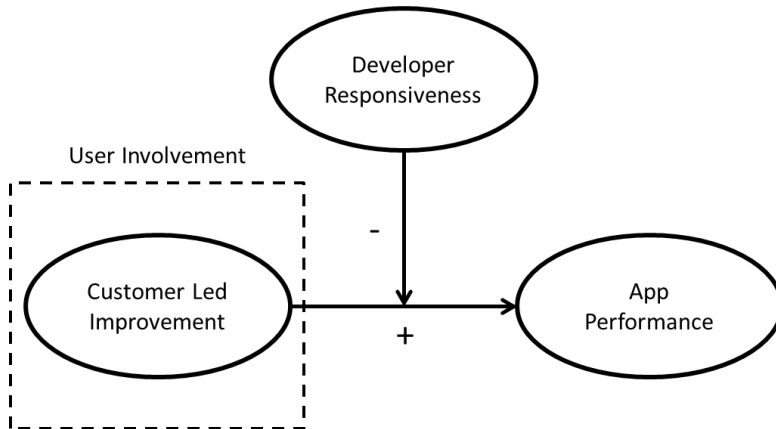 Developer
Responsiveness
User Involvement
-
Customer Led
Improvement
+
App
Performance